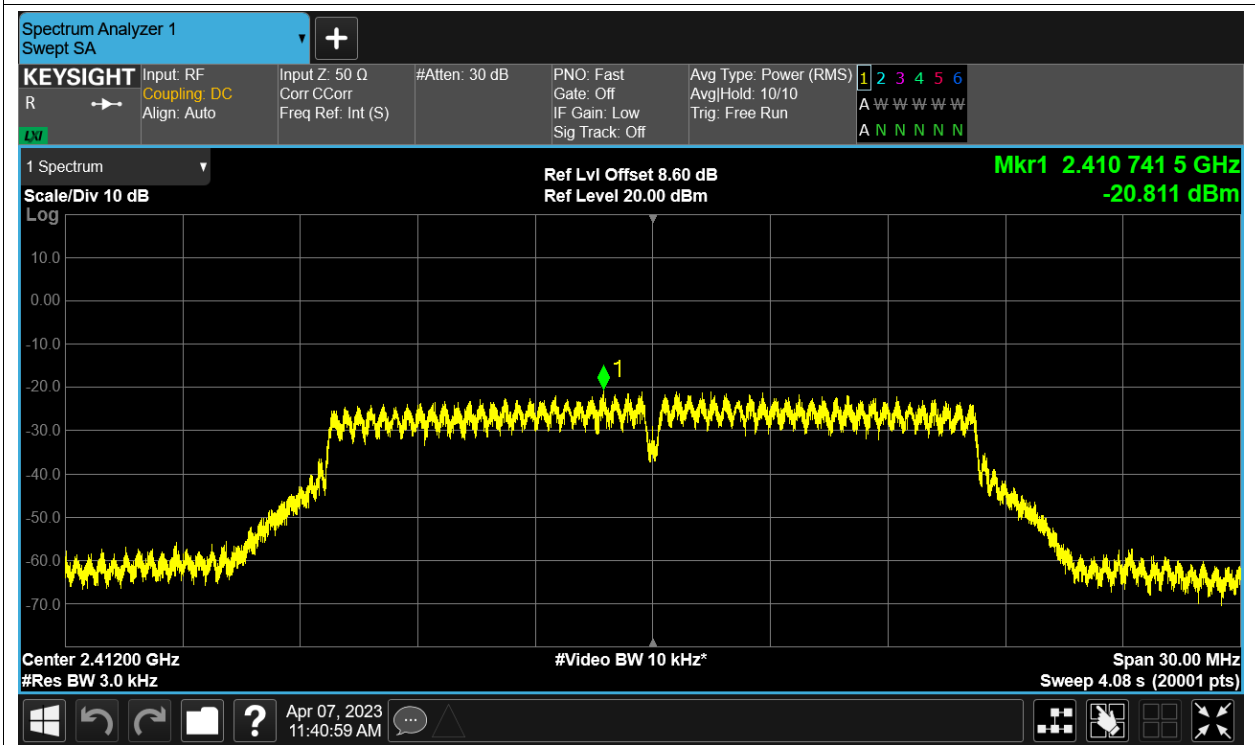 Spectrum Analyzer 1
Swept SA
+
KEYSIGHT
R
LXI
Input: RF
Coupling: DC
Align: Auto
Input Z: 50 Ω
Corr CCorr
Freq Ref: Int (S)
#Atten: 30 dB
PNO: Fast
Gate: Off
IF Gain: Low
Sig Track: Off
Avg Type: Power (RMS)
Avg|Hold: 10/10
Trig: Free Run
1 2 3 4 5 6
A W W W W W
A N N N N N
1 Spectrum
Scale/Div 10 dB
Log
Ref Lvl Offset 8.60 dB
Ref Level 20.00 dBm
Mkr1 2.410 741 5 GHz
-20.811 dBm
10.0
0.00
-10.0
1
-20.0
-30.0
-40.0
-50.0
-60.0
-70.0
Center 2.41200 GHz
#Res BW 3.0 kHz
#Video BW 10 kHz*
Span 30.00 MHz
Sweep 4.08 s (20001 pts)
?
Apr 07, 2023
11:40:59 AM